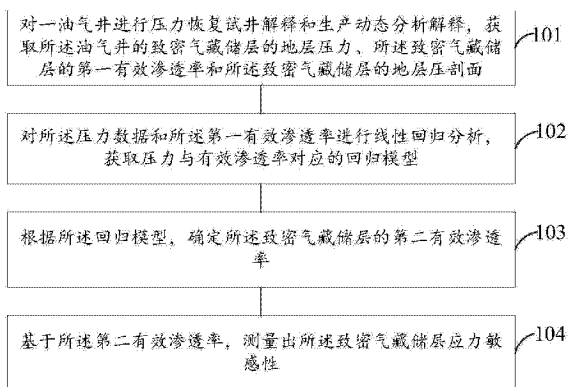 对一油气井进行压力恢复试井解释和生产动态分析解释，获
取所述油气井的致密气藏储层的地层压力、所述致密气藏储
层的第一有效渗透率和所述致密气藏储层的地层压剖面
101
对所述压力数据和所述第一有效渗透率进行线性回归分析，
获取压力与有效渗透率对应的回归模型
102
根据所述回归模型，确定所述致密气藏储层的第二有效渗透
率
103
基于所述第二有效渗透率，测量出所述致密气藏储层应力敏
感性
104